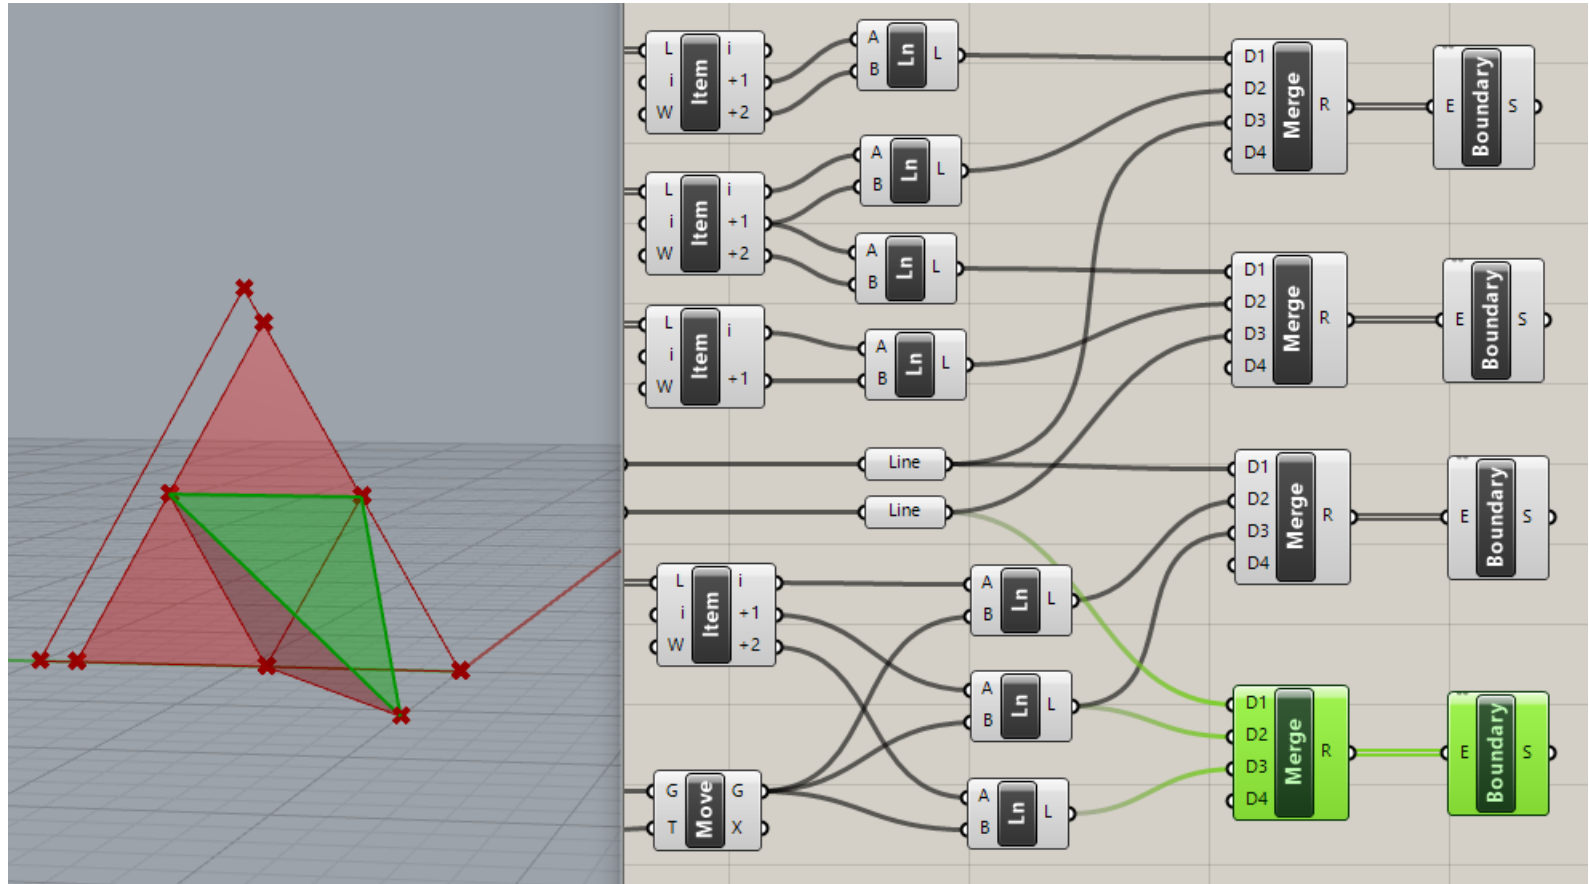 L Item i
i +1
W +2
A Ln L
B
D1 Merge R
D2
D3
D4
E Boundary S
L Item i
i +1
W +2
A Ln L
B
A Ln L
B
D1 Merge R
D2
D3
D4
E Boundary S
L Item i
i
W +1
A Ln L
B
Line
Line
D1 Merge R
D2
D3
D4
E Boundary S
L Item i
i +1
W +2
A Ln L
B
A Ln L
B
D1 Merge R
D2
D3
D4
E Boundary S
G Move G
T X
A Ln L
B